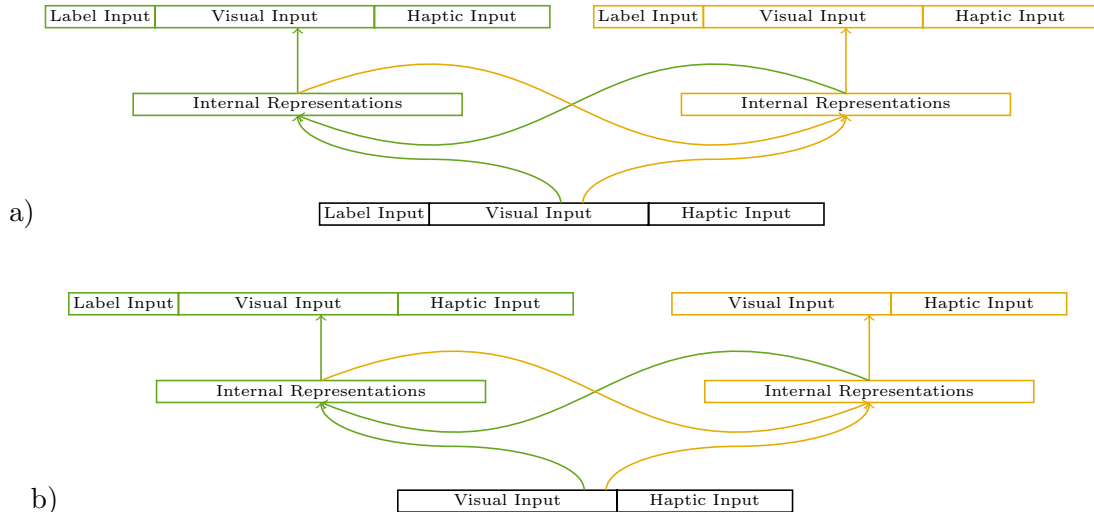 Label Input Visual Input Haptic Input Label Input Visual Input Haptic Input
Internal Representations Internal Representations
a) Label Input Visual Input Haptic Input
Label Input Visual Input Haptic Input Visual Input Haptic Input
Internal Representations Internal Representations
b) Visual Input Haptic Input